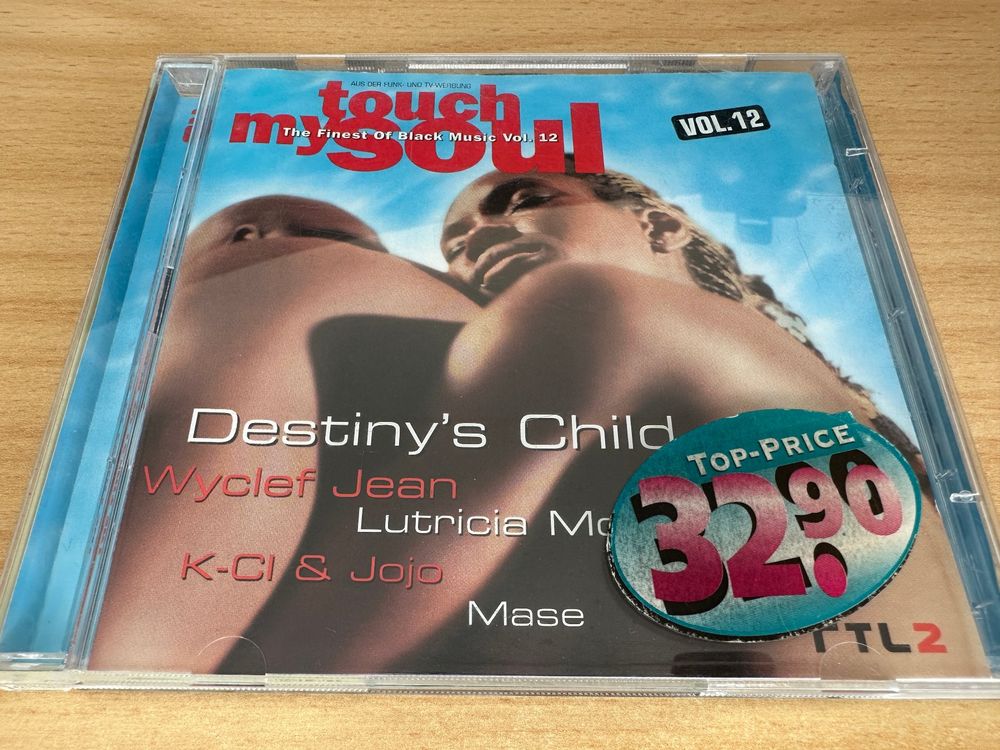 AUS DER FUNK- UND TV-WERBUNG
touch
my soul
The Finest Of Black Music Vol. 12
VOL.12
Destiny's Child
Wyclef Jean
Lutricia
K-CI & Jojo
Mase
TOP-PRICE
32.90
RTL2